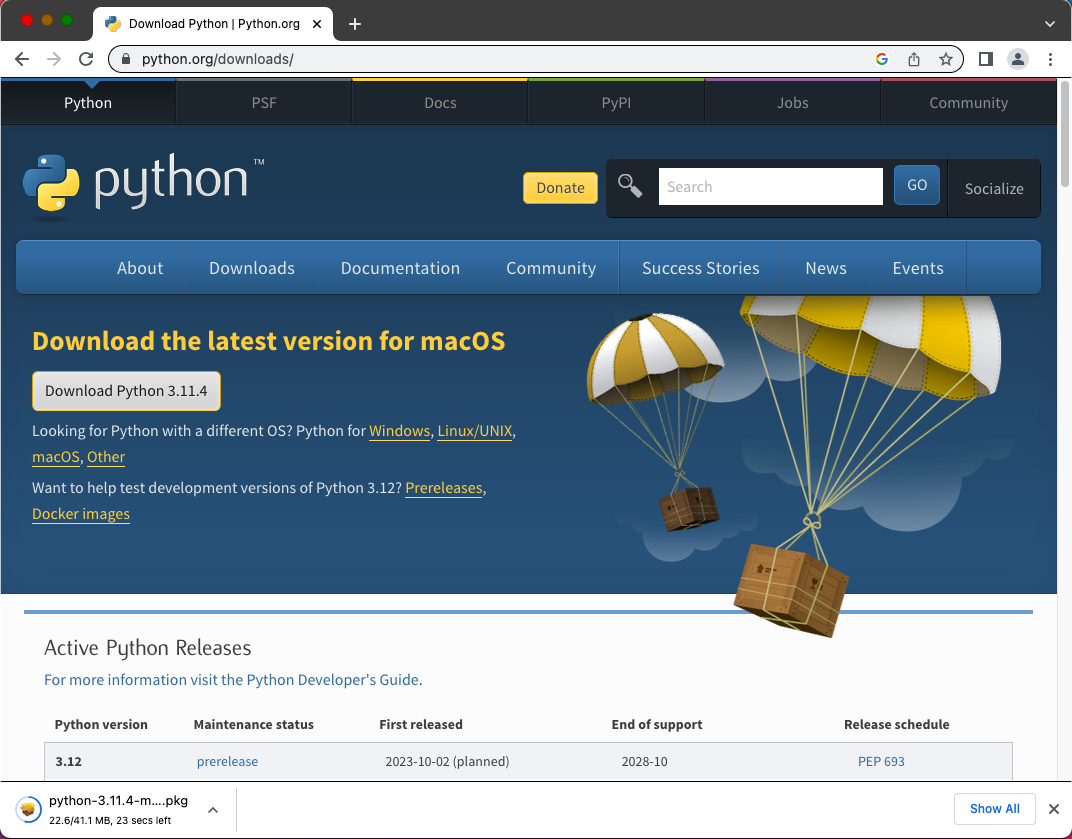 Download Python | Python.org
python.org/downloads/
Python PSF Docs PyPI Jobs Community
python™
Donate Search GO Socialize
About Downloads Documentation Community Success Stories News Events
Download the latest version for macOS
Download Python 3.11.4
Looking for Python with a different OS? Python for Windows, Linux/UNIX,
macOS, Other
Want to help test development versions of Python 3.12? Prereleases,
Docker images
Active Python Releases
For more information visit the Python Developer's Guide.
Python version Maintenance status First released End of support Release schedule
3.12 prerelease 2023-10-02 (planned) 2028-10 PEP 693
python-3.11.4-m....pkg
22.6/41.1 MB, 23 secs left
Show All